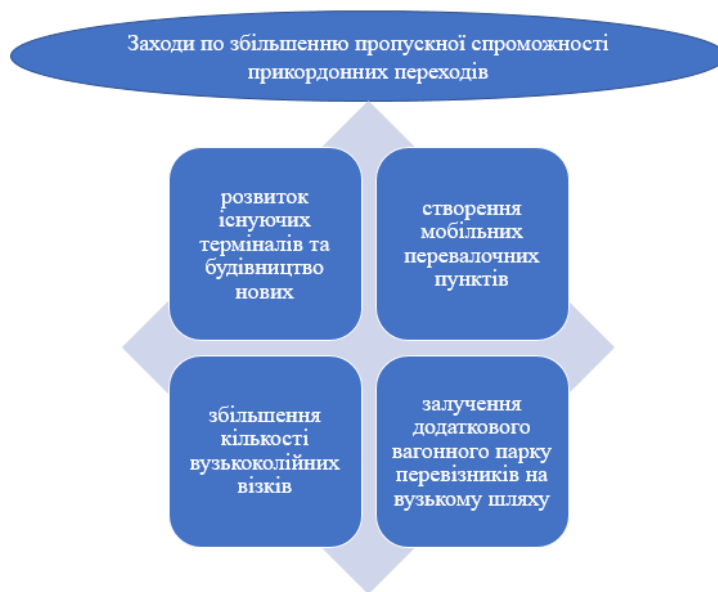 Заходи по збільшенню пропускної спроможності
прикордонних переходів
розвиток
існуючих
терміналів та
будівництво
нових
створення
мобільних
перевалочних
пунктів
збільшення
кількості
вузькоколійних
візків
залучення
додаткового
вагонного парку
перевізників на
вузькому шляху